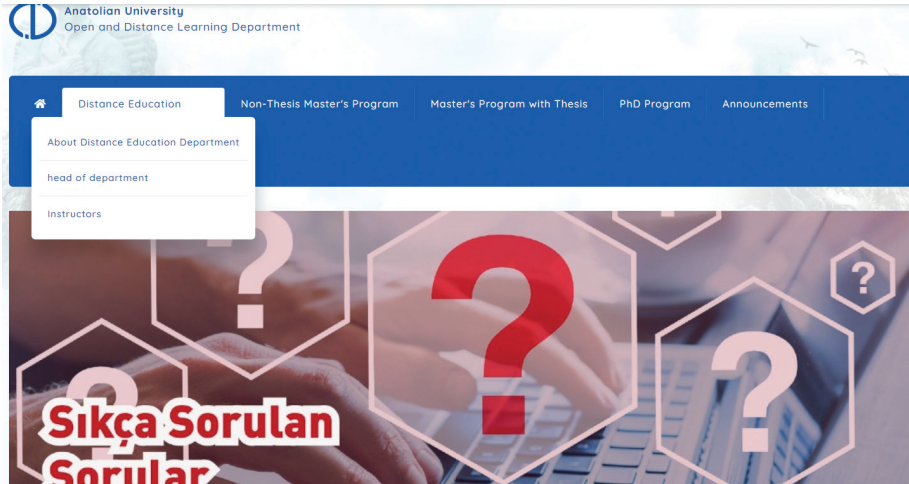 Anatolian University
Open and Distance Learning Department
Distance Education
Non-Thesis Master's Program
Master's Program with Thesis
PhD Program
Announcements
About Distance Education Department
head of department
Instructors
?
?
?
?
?
Sıkça Sorulan
Sorular